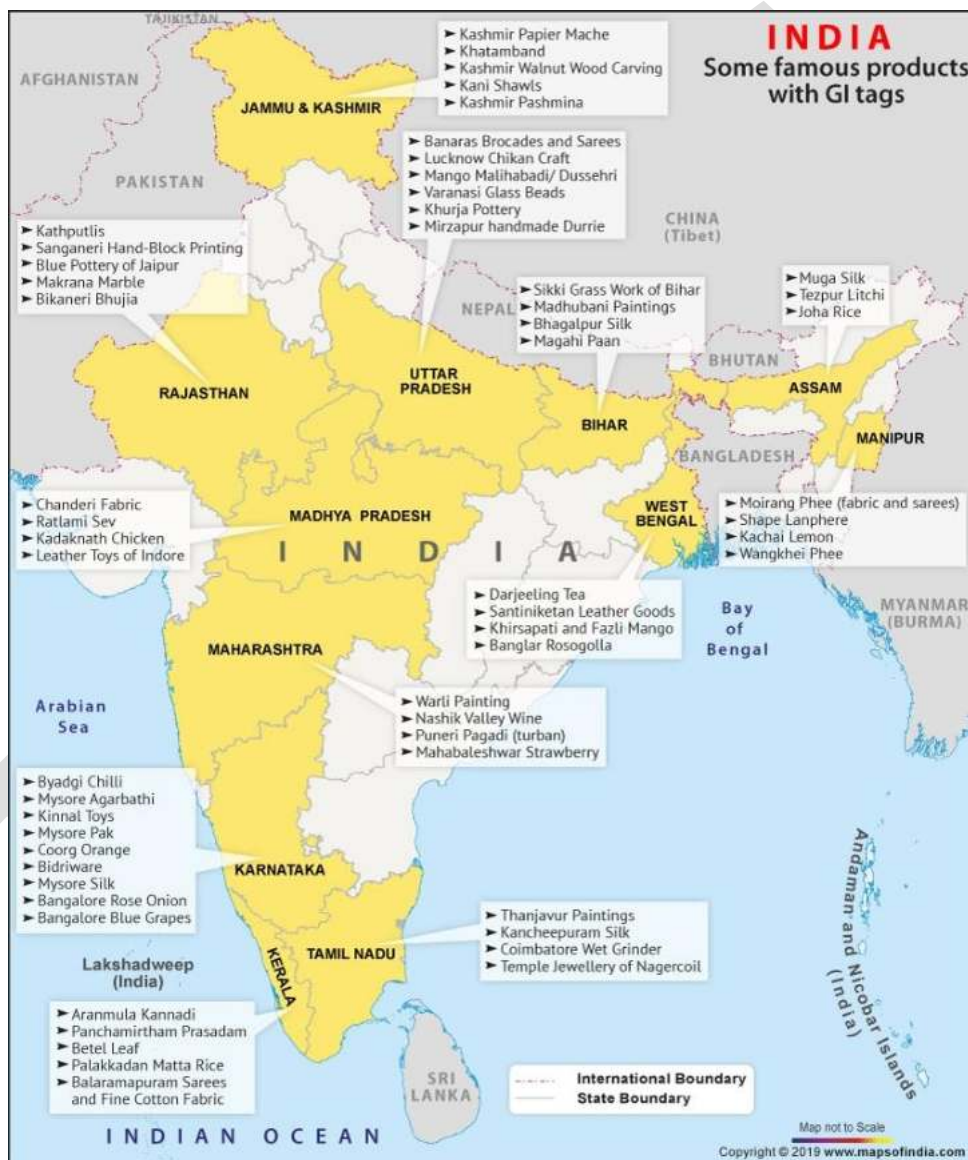 INDIA
Some famous products
with GI tags
TAJIKISTAN
AFGHANISTAN
PAKISTAN
CHINA
(Tibet)
NEPAL
BHUTAN
BANGLADESH
MYANMAR
(BURMA)
JAMMU & KASHMIR
➤ Kashmir Papier Mache
➤ Khatamband
➤ Kashmir Walnut Wood Carving
➤ Kani Shawls
➤ Kashmir Pashmina
➤ Banaras Brocades and Sarees
➤ Lucknow Chikan Craft
➤ Mango Malihabadi/ Dussehri
➤ Varanasi Glass Beads
➤ Khurja Pottery
➤ Mirzapur handmade Durrie
UTTAR
PRADESH
➤ Kathputlis
➤ Sanganeri Hand-Block Printing
➤ Blue Pottery of Jaipur
➤ Makrana Marble
➤ Bikaneri Bhujia
RAJASTHAN
➤ Sikki Grass Work of Bihar
➤ Madhubani Paintings
➤ Bhagalpur Silk
➤ Magahi Paan
BIHAR
➤ Muga Silk
➤ Tezpur Litchi
➤ Joha Rice
ASSAM
MANIPUR
➤ Moirang Phee (fabric and sarees)
➤ Shape Lanphere
➤ Kachai Lemon
➤ Wangkhei Phee
➤ Chanderi Fabric
➤ Ratlami Sev
➤ Kadaknath Chicken
➤ Leather Toys of Indore
MADHYA PRADESH
INDIA
WEST
BENGAL
➤ Darjeeling Tea
➤ Santiniketan Leather Goods
➤ Khirsapati and Fazli Mango
➤ Banglar Rosogolla
Bay
of
Bengal
MAHARASHTRA
➤ Warli Painting
➤ Nashik Valley Wine
➤ Puneri Pagadi (turban)
➤ Mahabaleshwar Strawberry
Arabian
Sea
➤ Byadgi Chilli
➤ Mysore Agarbathi
➤ Kinnal Toys
➤ Mysore Pak
➤ Coorg Orange
➤ Bidriware
➤ Mysore Silk
➤ Bangalore Rose Onion
➤ Bangalore Blue Grapes
KARNATAKA
➤ Thanjavur Paintings
➤ Kancheepuram Silk
➤ Coimbatore Wet Grinder
➤ Temple Jewellery of Nagercoil
TAMIL NADU
KERALA
Lakshadweep
(India)
➤ Aranmula Kannadi
➤ Panchamirtham Prasadam
➤ Betel Leaf
➤ Palakkadan Matta Rice
➤ Balaramapuram Sarees
and Fine Cotton Fabric
Andaman and Nicobar Islands
(India)
SRI
LANKA
INDIAN OCEAN
International Boundary
State Boundary
Map not to Scale
Copyright © 2019 www.mapsofindia.com